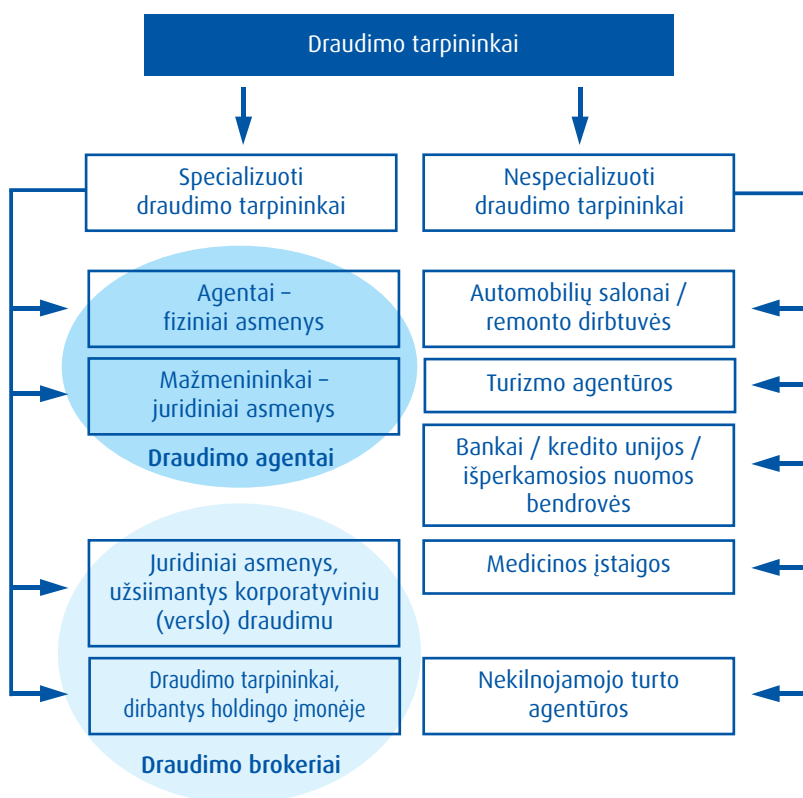 Draudimo tarpininkai
Specializuoti
draudimo tarpininkai
Nespecializuoti
draudimo tarpininkai
Agentai –
fiziniai asmenys
Mažmenininkai –
juridiniai asmenys
Draudimo agentai
Juridiniai asmenys,
užsiimantys korporatyviniu
(verslo) draudimu
Draudimo tarpininkai,
dirbantys holdingo įmonėje
Draudimo brokeriai
Automobilių salonai /
remonto dirbtuvės
Turizmo agentūros
Bankai / kredito unijos /
išperkamosios nuomos
bendrovės
Medicinos įstaigos
Nekilnojamojo turto
agentūros